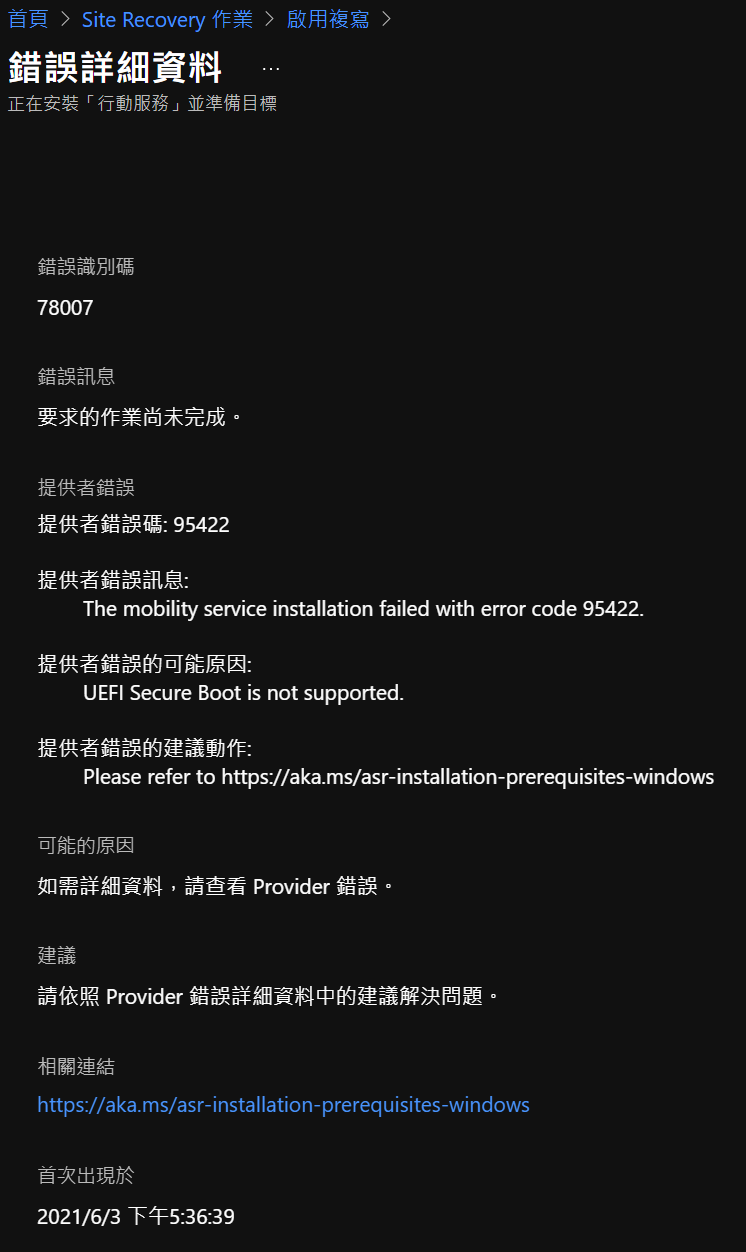 首頁 > Site Recovery 作業 > 啟用複寫 >
錯誤詳細資料 …
正在安裝「行動服務」並準備目標
錯誤識別碼
78007
錯誤訊息
要求的作業尚未完成。
提供者錯誤
提供者錯誤碼: 95422
提供者錯誤訊息:
The mobility service installation failed with error code 95422.
提供者錯誤的可能原因:
UEFI Secure Boot is not supported.
提供者錯誤的建議動作:
Please refer to https://aka.ms/asr-installation-prerequisites-windows
可能的原因
如需詳細資料，請查看 Provider 錯誤。
建議
請依照 Provider 錯誤詳細資料中的建議解決問題。
相關連結
https://aka.ms/asr-installation-prerequisites-windows
首次出現於
2021/6/3 下午5:36:39